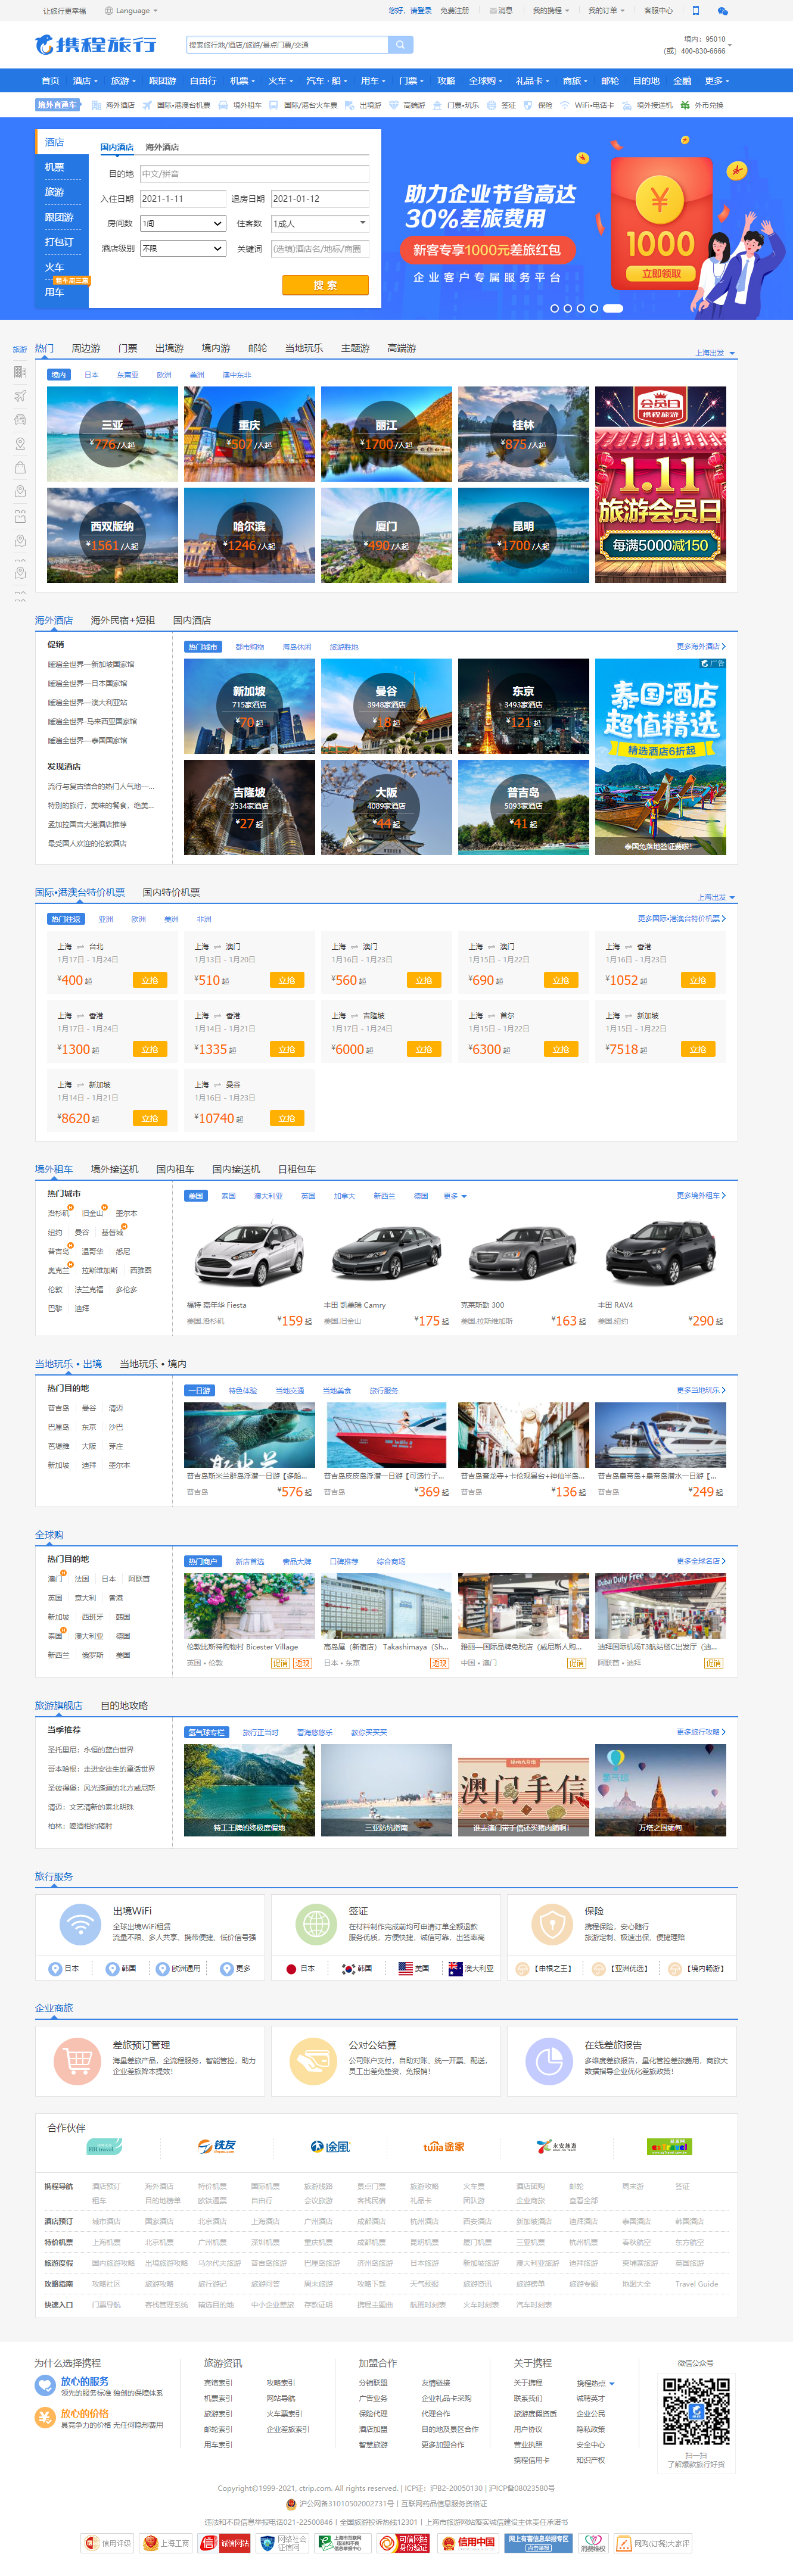 让旅行更幸福 Language 您好，请登录 免费注册 消息 我的携程 我的订单 客服中心
携程旅行
搜索旅行地/酒店/旅游/景点门票/交通
境内：95010
（或）400-830-6666
首页 酒店 旅游 跟团游 自由行 机票 火车 汽车·船 用车 门票 攻略 全球购 礼品卡 商旅 邮轮 目的地 金融 更多
境外自通车 海外酒店 国际•港澳台机票 境外租车 国际/港台火车票 出境游 高端游 门票•玩乐 签证 保险 WiFi•电话卡 境外接送机 外币兑换
酒店
机票
旅游
跟团游
打包订
火车
用车
国内酒店 海外酒店
目的地 中文/拼音
入住日期 2021-1-11 退房日期 2021-01-12
房间数 1间 住客数 1成人
酒店级别 不限 关键词 (选填)酒店名/地标/商圈
搜 索
助力企业节省高达
30%差旅费用
新客专享1000元差旅红包
企业客户专属服务平台
1000
立即领取
旅游
热门 周边游 门票 出境游 境内游 邮轮 当地玩乐 主题游 高端游 上海出发
境内 日本 东南亚 欧洲 美洲 澳中东非
三亚 ¥776/人起
重庆 ¥507/人起
丽江 ¥1700/人起
桂林 ¥875/人起
西双版纳 ¥1561/人起
哈尔滨 ¥1246/人起
厦门 ¥490/人起
昆明 ¥1700/人起
会员日
携程旅行
1.11
旅游会员日
每满5000减150
海外酒店 海外民宿+短租 国内酒店
促销
睡遍全世界—新加坡国家馆
睡遍全世界—日本国家馆
睡遍全世界—澳大利亚站
睡遍全世界-马来西亚国家馆
睡遍全世界—泰国国家馆
发现酒店
流行与复古结合的热门人气地—...
特别的旅行，美味的餐食，绝美...
孟加拉国吉大港酒店推荐
最受国人欢迎的伦敦酒店
热门城市 都市购物 海岛休闲 旅游胜地 更多海外酒店
新加坡 715家酒店 ¥70起
曼谷 3948家酒店 ¥18起
东京 3493家酒店 ¥121起
吉隆坡 2534家酒店 ¥27起
大阪 4089家酒店 ¥44起
普吉岛 5093家酒店 ¥41起
广告
泰国酒店
超值精选
精选酒店6折起
泰国免落地签证费啦！
国际•港澳台特价机票 国内特价机票 上海出发
热门往返 亚洲 欧洲 美洲 非洲 更多国际•港澳台特价机票
上海 台北 1月17日 - 1月24日 ¥400起 立抢
上海 澳门 1月13日 - 1月20日 ¥510起 立抢
上海 澳门 1月16日 - 1月23日 ¥560起 立抢
上海 澳门 1月15日 - 1月22日 ¥690起 立抢
上海 香港 1月16日 - 1月23日 ¥1052起 立抢
上海 香港 1月17日 - 1月24日 ¥1300起 立抢
上海 香港 1月14日 - 1月21日 ¥1335起 立抢
上海 吉隆坡 1月17日 - 1月24日 ¥6000起 立抢
上海 首尔 1月15日 - 1月22日 ¥6300起 立抢
上海 新加坡 1月15日 - 1月22日 ¥7518起 立抢
上海 新加坡 1月14日 - 1月21日 ¥8620起 立抢
上海 曼谷 1月16日 - 1月23日 ¥10740起 立抢
境外租车 境外接送机 国内租车 国内接送机 日租包车
热门城市
洛杉矶 旧金山 墨尔本
纽约 曼谷 基督城
普吉岛 温哥华 悉尼
奥克兰 拉斯维加斯 西雅图
伦敦 法兰克福 多伦多
巴黎 迪拜
美国 泰国 澳大利亚 英国 加拿大 新西兰 德国 更多 更多境外租车
福特 嘉年华 Fiesta 美国.洛杉矶 ¥159起
丰田 凯美瑞 Camry 美国.旧金山 ¥175起
克莱斯勒 300 美国.拉斯维加斯 ¥163起
丰田 RAV4 美国.纽约 ¥290起
当地玩乐•出境 当地玩乐•境内
热门目的地
普吉岛 曼谷 清迈
巴厘岛 东京 沙巴
芭堤雅 大阪 芽庄
新加坡 迪拜 墨尔本
一日游 特色体验 当地交通 当地美食 旅行服务 更多当地玩乐
普吉岛斯米兰群岛浮潜一日游【多船... 普吉岛 ¥576起
普吉岛皮皮岛浮潜一日游【可选竹子... 普吉岛 ¥369起
普吉岛查龙寺+卡伦观景台+神仙半岛... 普吉岛 ¥136起
普吉岛皇帝岛+皇帝岛潜水一日游【... 普吉岛 ¥249起
全球购
热门目的地
澳门 法国 日本 阿联酋
英国 意大利 香港
新加坡 西班牙 韩国
泰国 澳大利亚 德国
新西兰 俄罗斯 美国
热门商户 新店首选 奢品大牌 口碑推荐 综合商场 更多全球名店
伦敦比斯特购物村 Bicester Village 英国•伦敦 促销 返现
高岛屋（新宿店） Takashimaya（Sh... 日本•东京 返现
雅丽—国际品牌免税店（威尼斯人购... 中国•澳门 促销
Dubai Duty Free
迪拜国际机场T3航站楼C出发厅（迪... 阿联酋•迪拜 促销
旅游旗舰店 目的地攻略
当季推荐
圣托里尼：永恒的蓝白世界
哥本哈根：走进安徒生的童话世界
圣彼得堡：风光迤逦的北方威尼斯
清迈：文艺清新的泰北明珠
柏林：啤酒相约猪肘
氢气球专栏 旅行正当时 看海悠悠乐 教你买买买 更多旅行攻略
特工王牌的终极度假地
三亚防坑指南
澳门手信
谁去澳门带手信还买猪肉脯啊！
万塔之国缅甸
旅行服务
出境WiFi
全球出境WiFi租赁
流量不限、多人共享、携带便捷、低价信号强
日本 韩国 欧洲通用 更多
签证
在材料制作完成前均可申请订单全额退款
服务优质，方便快捷，诚信可靠，出签率高
日本 韩国 美国 澳大利亚
保险
携程保险，安心随行
旅游定制、极速出保、便捷理赔
【申根之王】 【亚洲优选】 【境内畅游】
企业商旅
差旅预订管理
海量差旅产品，全流程服务，智能管控，助力
企业差旅降本提效！
公对公结算
公司账户支付，自助对账、统一开票、配送，
员工出差免垫资，免报销！
在线差旅报告
多维度差旅报告，量化管控差旅费用，商旅大
数据指导企业优化差旅政策！
合作伙伴
铁友 途风 tujia途家 永安旅游
携程导航 酒店预订 海外酒店 特价机票 国际机票 旅游线路 景点门票 旅游攻略 火车票 酒店团购 邮轮 周末游 签证
租车 目的地榜单 欧铁通票 自由行 会议旅游 客栈民宿 礼品卡 团队游 企业商旅 查看全部
酒店预订 城市酒店 国家酒店 北京酒店 上海酒店 广州酒店 成都酒店 杭州酒店 西安酒店 新加坡酒店 迪拜酒店 泰国酒店 韩国酒店
特价机票 上海机票 北京机票 广州机票 深圳机票 重庆机票 成都机票 昆明机票 厦门机票 三亚机票 杭州机票 春秋航空 东方航空
旅游度假 国内旅游攻略 出境旅游攻略 马尔代夫旅游 普吉岛旅游 巴厘岛旅游 济州岛旅游 日本旅游 新加坡旅游 澳大利亚旅游 迪拜旅游 柬埔寨旅游 英国旅游
攻略指南 攻略社区 旅游攻略 旅行游记 旅游问答 周末旅游 攻略下载 天气预报 旅游资讯 旅游榜单 旅游专题 地图大全 Travel Guide
快速入口 门票导航 客栈管理系统 精选目的地 中小企业差旅 存款证明 携程主题曲 航班时刻表 火车时刻表 汽车时刻表
为什么选择携程
放心的服务
领先的服务标准 独创的保障体系
放心的价格
具竞争力的价格 无任何隐形费用
旅游资讯
宾馆索引 攻略索引
机票索引 网站导航
旅游索引 火车票索引
邮轮索引 企业差旅索引
用车索引
加盟合作
分销联盟 友情链接
广告业务 企业礼品卡采购
保险代理 代理合作
酒店加盟 目的地及景区合作
智慧旅游 更多加盟合作
关于携程
关于携程 携程热点
联系我们 诚聘英才
旅游度假资质 企业公民
用户协议 隐私政策
营业执照 安全中心
携程信用卡 知识产权
微信公众号
扫一扫
了解爆款旅行好货
Copyright©1999-2021, ctrip.com. All rights reserved. | ICP证：沪B2-20050130 | 沪ICP备08023580号
沪公网备31010502002731号丨互联网药品信息服务资格证
违法和不良信息举报电话021-22500846丨全国旅游投诉热线12301丨上海市旅游网站落实诚信建设主体责任承诺书
信用评级 上海工商 诚信网站 网络社会征信网 可信网站身份验证 信用中国 网上有害信息举报专区 消费维权 网购(订餐)大家评